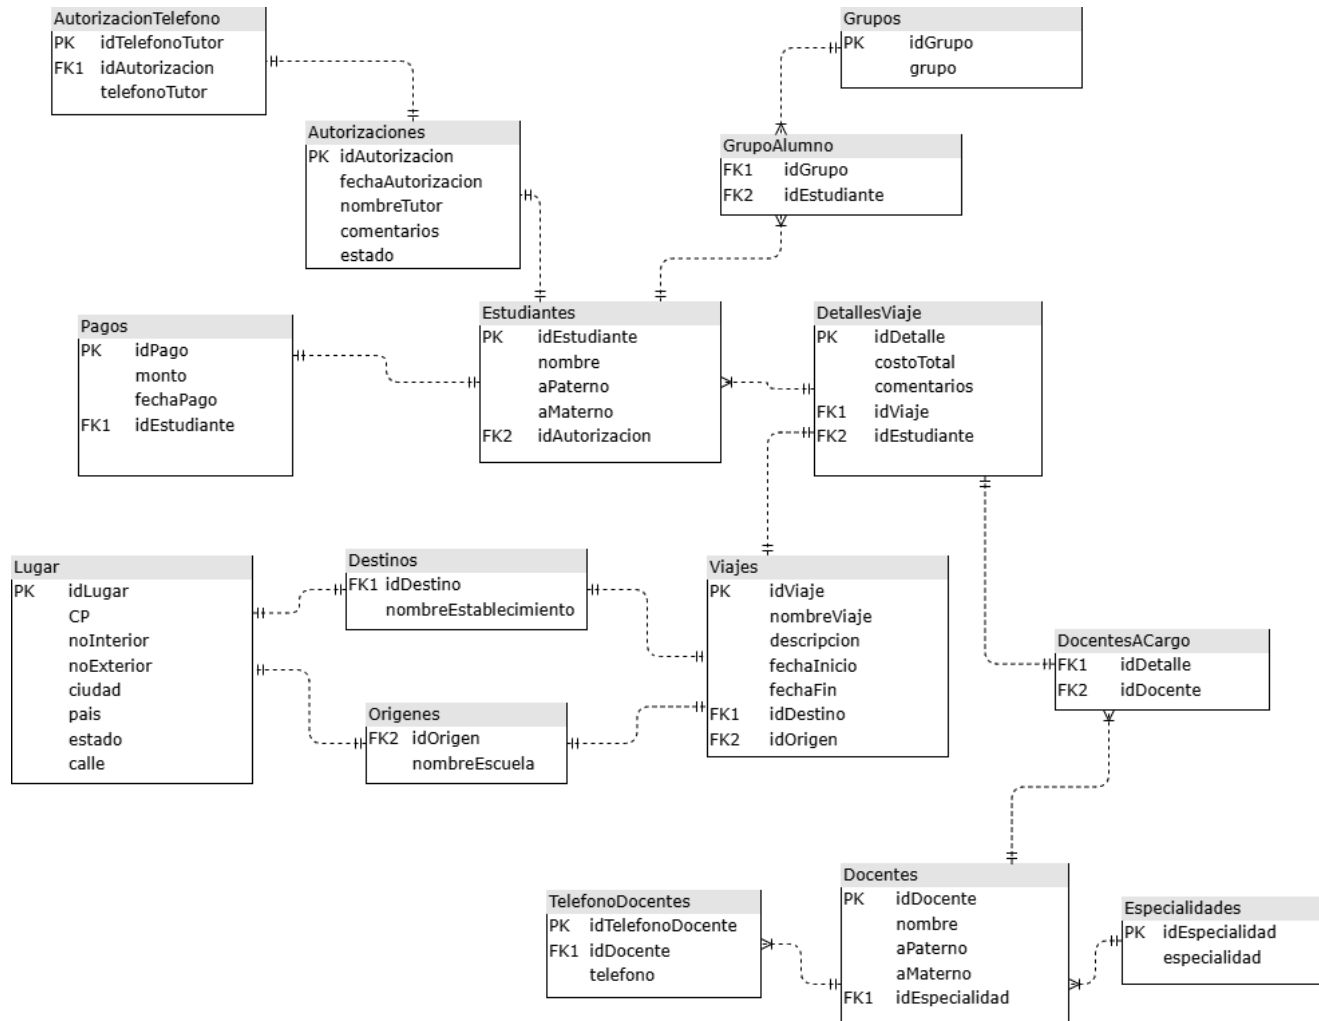 AutorizacionTelefono
PK idTelefonoTutor
FK1 idAutorizacion
telefonoTutor
Grupos
PK idGrupo
grupo
Autorizaciones
PK idAutorizacion
fechaAutorizacion
nombreTutor
comentarios
estado
GrupoAlumno
FK1 idGrupo
FK2 idEstudiante
Pagos
PK idPago
monto
fechaPago
FK1 idEstudiante
Estudiantes
PK idEstudiante
nombre
aPaterno
aMaterno
FK2 idAutorizacion
DetallesViaje
PK idDetalle
costoTotal
comentarios
FK1 idViaje
FK2 idEstudiante
Lugar
PK idLugar
CP
noInterior
noExterior
ciudad
pais
estado
calle
Destinos
FK1 idDestino
nombreEstablecimiento
Origenes
FK2 idOrigen
nombreEscuela
Viajes
PK idViaje
nombreViaje
descripcion
fechaInicio
fechaFin
FK1 idDestino
FK2 idOrigen
DocentesACargo
FK1 idDetalle
FK2 idDocente
TelefonoDocentes
PK idTelefonoDocente
FK1 idDocente
telefono
Docentes
PK idDocente
nombre
aPaterno
aMaterno
FK1 idEspecialidad
Especialidades
PK idEspecialidad
especialidad